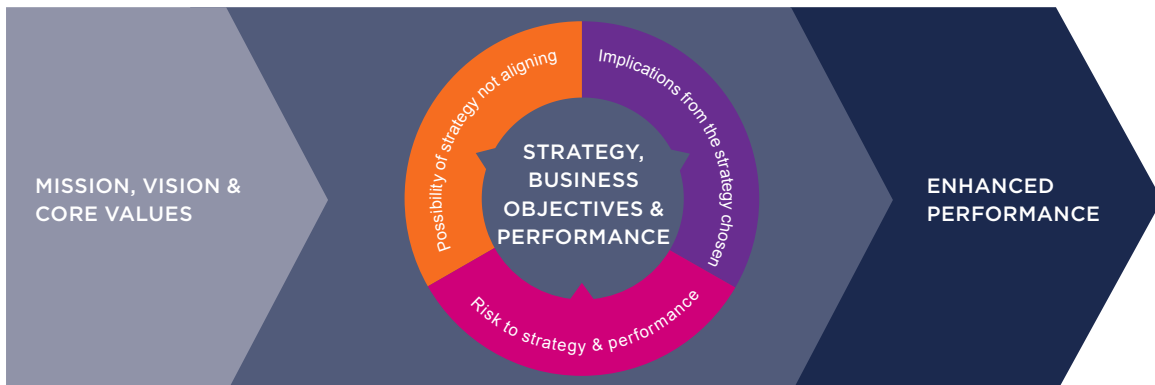 MISSION, VISION &
CORE VALUES
Possibility of strategy not aligning
Implications from the strategy chosen
Risk to strategy & performance
STRATEGY,
BUSINESS
OBJECTIVES &
PERFORMANCE
ENHANCED
PERFORMANCE